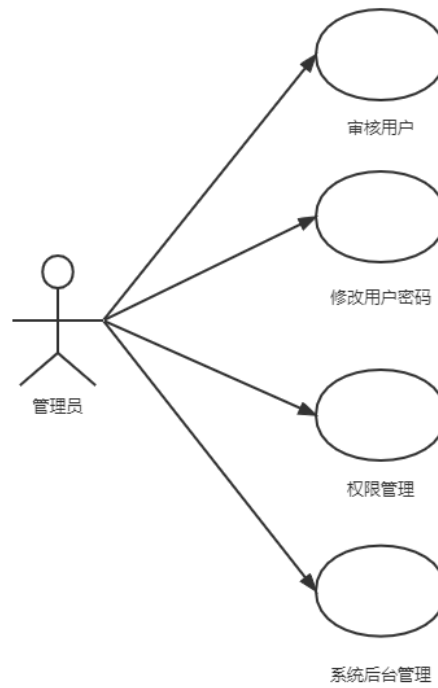 审核用户
修改用户密码
管理员
权限管理
系统后台管理